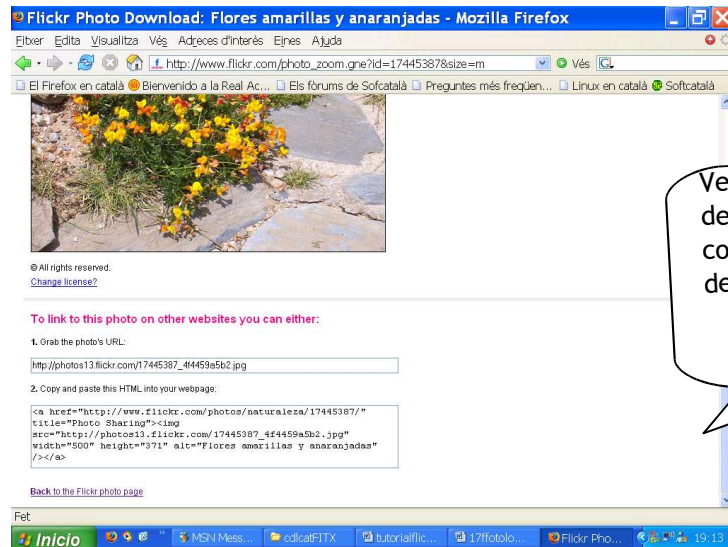 Flickr Photo Download: Flores amarillas y anaranjadas - Mozilla Firefox
Fitxer Edita Visualitza Vés Adreces d'interès Eines Ajuda
http://www.flickr.com/photo_zoom.gne?id=17445387&size=m Vés
El Firefox en català Bienvenido a la Real Ac... Els fòrums de Sofcatalà Preguntes més freqüen... Linux en català Softcatalà
© All rights reserved.
Change license?
To link to this photo on other websites you can either:
1. Grab the photo's URL:
http://photos13.flickr.com/17445387_4f4459a5b2.jpg
2. Copy and paste this HTML into your webpage:
<a href="http://www.flickr.com/photos/naturaleza/17445387/"
title="Photo Sharing"><img
src="http://photos13.flickr.com/17445387_4f4459a5b2.jpg"
width="500" height="371" alt="Flores amarillas y anaranjadas"
/></a>
Back to the Flickr photo page
Ve
de
co
de
Fet
Inicio MSN Mess... cdlcatFITX tutorialflic... 17ffotolo... Flickr Pho... 19:13